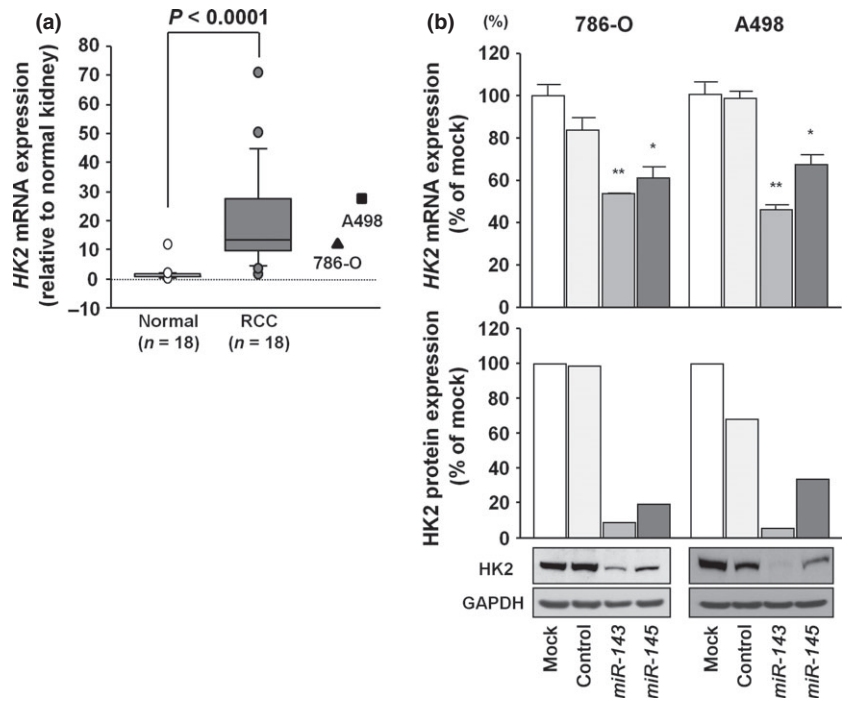 (a)
P < 0.0001
HK2 mRNA expression
(relative to normal kidney)
80
70
60
50
40
30
20
10
0
–10
A498
786-O
Normal
(n = 18)
RCC
(n = 18)
(b)
(%)
786-O
A498
HK2 mRNA expression
(% of mock)
120
100
80
60
40
20
0
**
*
**
*
HK2 protein expression
(% of mock)
120
100
80
60
40
20
0
HK2
GAPDH
Mock
Control
miR-143
miR-145
Mock
Control
miR-143
miR-145